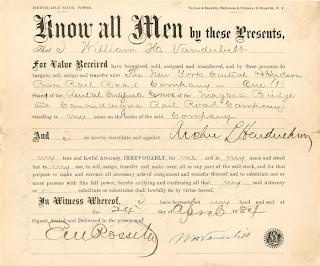 IRREVOCABLE STOCK POWER.
Know all Men by these Presents,
That I William H. Vanderbilt
For Value Received have bargained, sold, assigned and transferred, and by these presents do
bargain, sell, assign and transfer unto The New York Central & Hudson
River Rail Road Company - One (1)
Share of the Rental Certificate of the Niagara Bridge
and Canandaigua Rail Road Company
standing in my name on the books of the said Company
And I do hereby constitute and appoint
my true and lawful Attorney, IRREVOCABLY, for me and in my name and stead
but to use, to sell, assign, transfer and make over, all or any part of the said stock, and for that
purpose to make and execute all necessary acts of assignment and transfer thereof, and to substitute one or
more persons with like full power, hereby ratifying and confirming all that my said Attorney
or substitute or substitutes shall lawfully do by virtue hereof.
In Witness Whereof, I have set my hand and seal at
the 24 day of April 1884
Signed, Sealed and Delivered in the presence of
WHVanderbilt